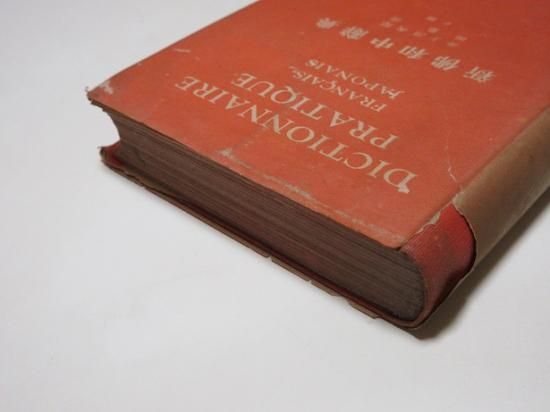 DICTIONNAIRE
PRATIQUE
FRANÇAIS-
JAPONAIS
新佛和中辭典